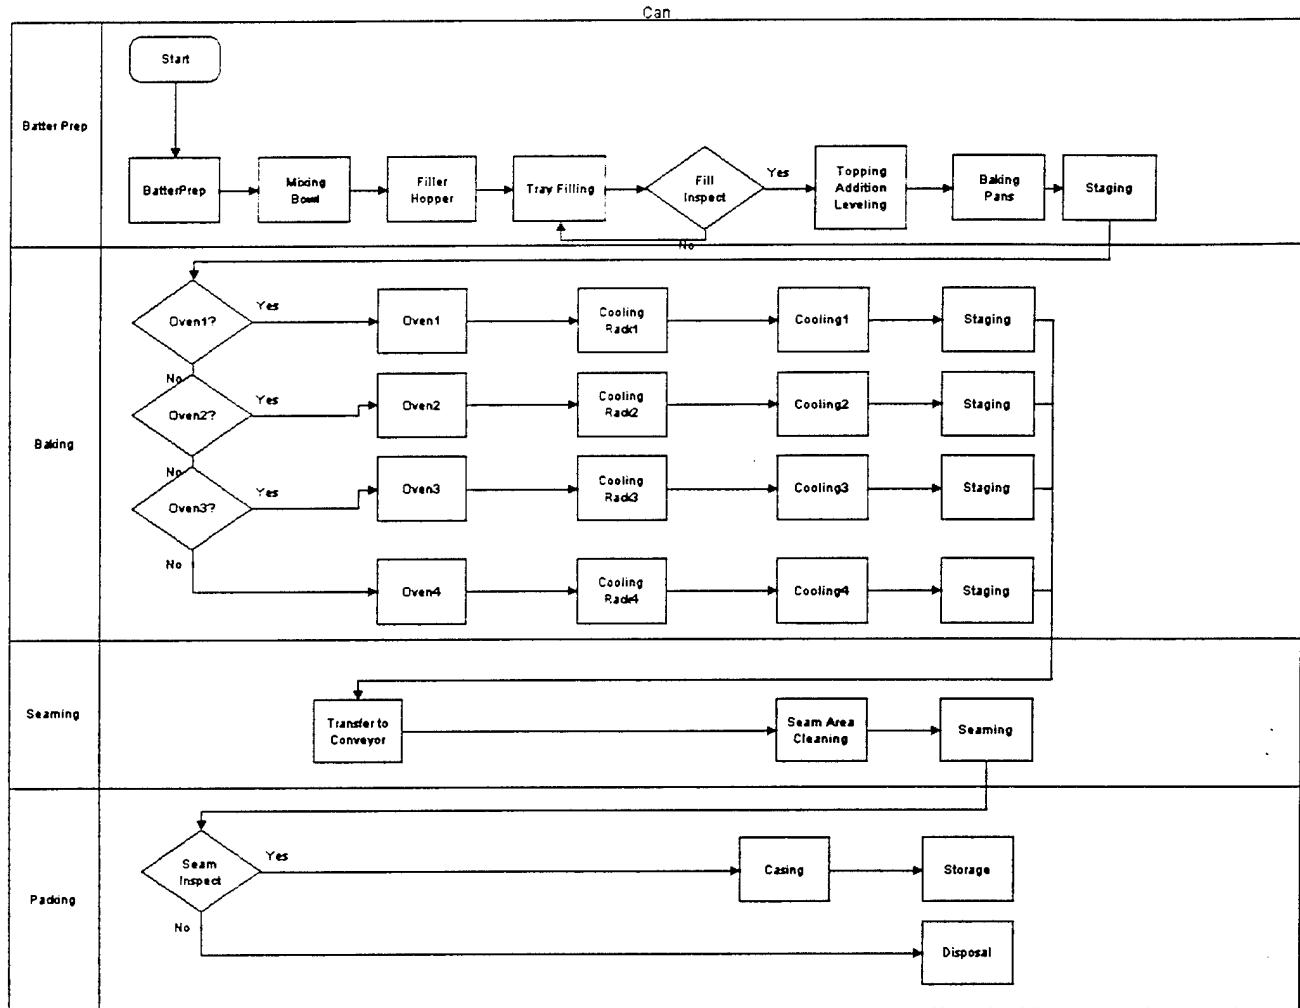 Can
Start
Batter Prep
BatterPrep
Mixing
Bowl
Filler
Hopper
Tray Filling
Fill
Inspect
Yes
No
Topping
Addition
Leveling
Baking
Pans
Staging
Baking
Oven1?
Yes
Oven1
Cooling
Rack1
Cooling1
Staging
No
Oven2?
Yes
Oven2
Cooling
Rack2
Cooling2
Staging
No
Oven3?
Yes
Oven3
Cooling
Rack3
Cooling3
Staging
No
Oven4
Cooling
Rack4
Cooling4
Staging
Seaming
Transfer to
Conveyor
Seam Area
Cleaning
Seaming
Packing
Seam
Inspect
Yes
Casing
Storage
No
Disposal